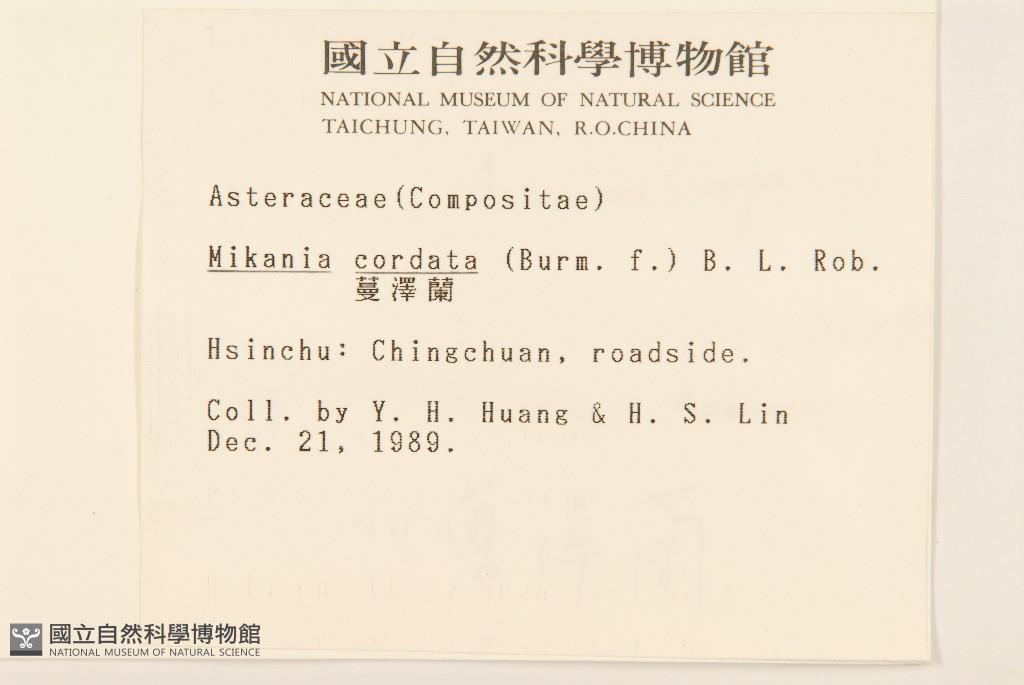 國立自然科學博物館
NATIONAL MUSEUM OF NATURAL SCIENCE
TAICHUNG, TAIWAN, R.O.CHINA
Asteraceae(Compositae)
Mikania cordata (Burm. f.) B. L. Rob.
蔓澤蘭
Hsinchu: Chingchuan, roadside.
Coll. by Y. H. Huang & H. S. Lin
Dec. 21, 1989.
國立自然科學博物館
NATIONAL MUSEUM OF NATURAL SCIENCE